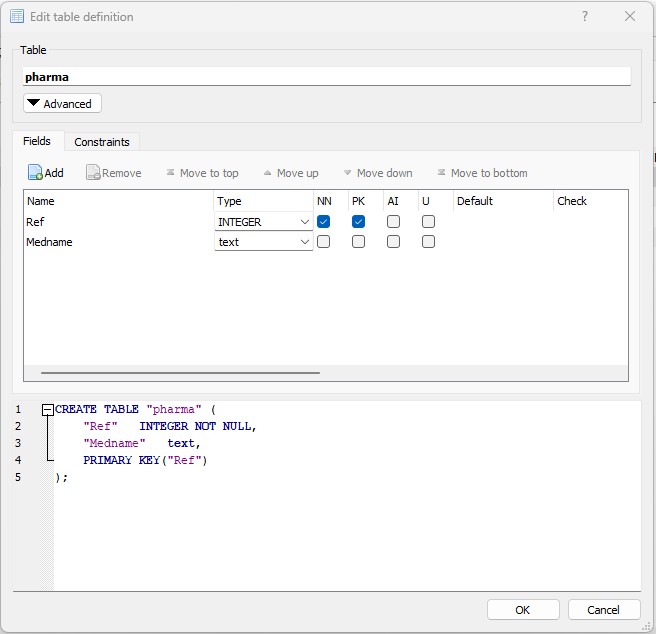 Edit table definition ?
Table
pharma
Advanced
Fields Constraints
Add Remove Move to top Move up Move down Move to bottom
Name Type NN PK AI U Default Check
Ref INTEGER
Medname text
1 CREATE TABLE "pharma" (
2 "Ref" INTEGER NOT NULL,
3 "Medname" text,
4 PRIMARY KEY("Ref")
5 );
OK Cancel